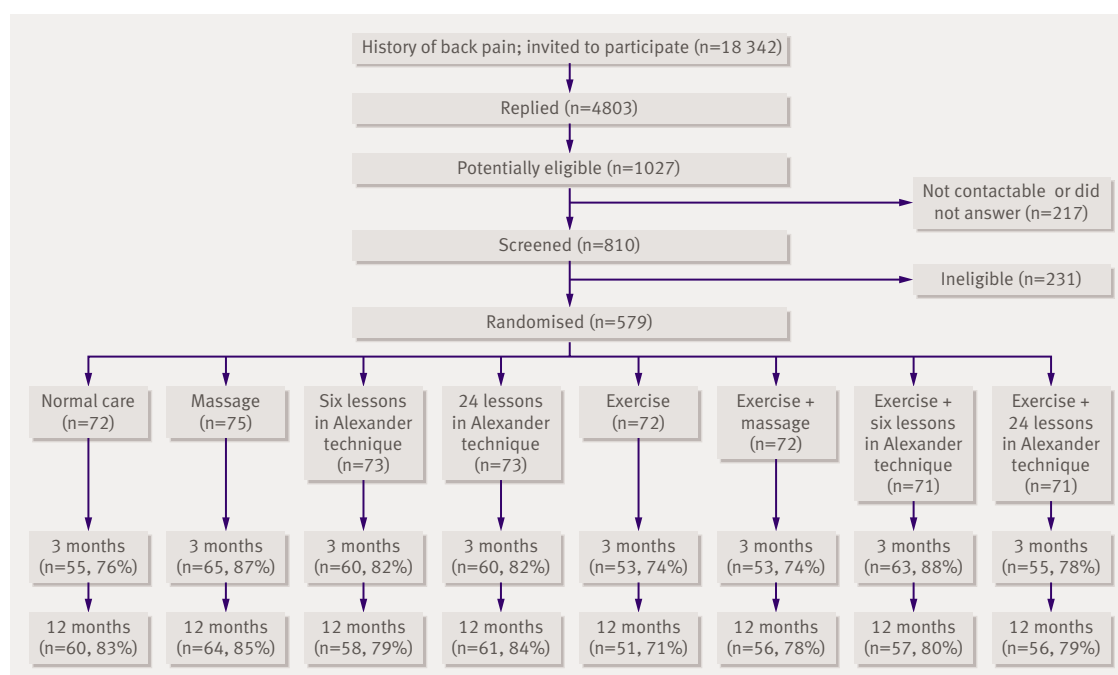 History of back pain; invited to participate (n=18 342)
Replied (n=4803)
Potentially eligible (n=1027)
Not contactable or did
not answer (n=217)
Screened (n=810)
Ineligible (n=231)
Randomised (n=579)
Normal care
(n=72)
Massage
(n=75)
Six lessons
in Alexander
technique
(n=73)
24 lessons
in Alexander
technique
(n=73)
Exercise
(n=72)
Exercise +
massage
(n=72)
Exercise +
six lessons
in Alexander
technique
(n=71)
Exercise +
24 lessons
in Alexander
technique
(n=71)
3 months
(n=55, 76%)
3 months
(n=65, 87%)
3 months
(n=60, 82%)
3 months
(n=60, 82%)
3 months
(n=53, 74%)
3 months
(n=53, 74%)
3 months
(n=63, 88%)
3 months
(n=55, 78%)
12 months
(n=60, 83%)
12 months
(n=64, 85%)
12 months
(n=58, 79%)
12 months
(n=61, 84%)
12 months
(n=51, 71%)
12 months
(n=56, 78%)
12 months
(n=57, 80%)
12 months
(n=56, 79%)